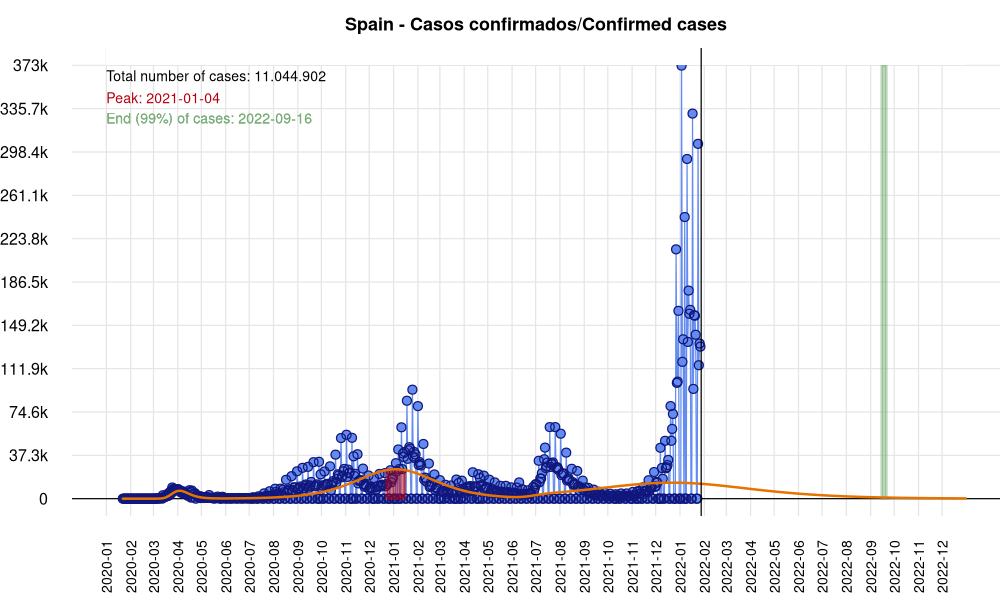 Spain - Casos confirmados/Confirmed cases
373k
Total number of cases: 11.044.902
Peak: 2021-01-04
335.7k
End (99%) of cases: 2022-09-16
298.4k
261.1k
223.8k
186.5k
149.2k
111.9k
74.6k
37.3k
0
2020-01
2020-02
2020-03
2020-04
2020-05
2020-06
2020-07
2020-08
2020-09
2020-10
2020-11
2020-12
2021-01
2021-02
2021-03
2021-04
2021-05
2021-06
2021-07
2021-08
2021-09
2021-10
2021-11
2021-12
2022-01
2022-02
2022-03
2022-04
2022-05
2022-06
2022-07
2022-08
2022-09
2022-10
2022-11
2022-12